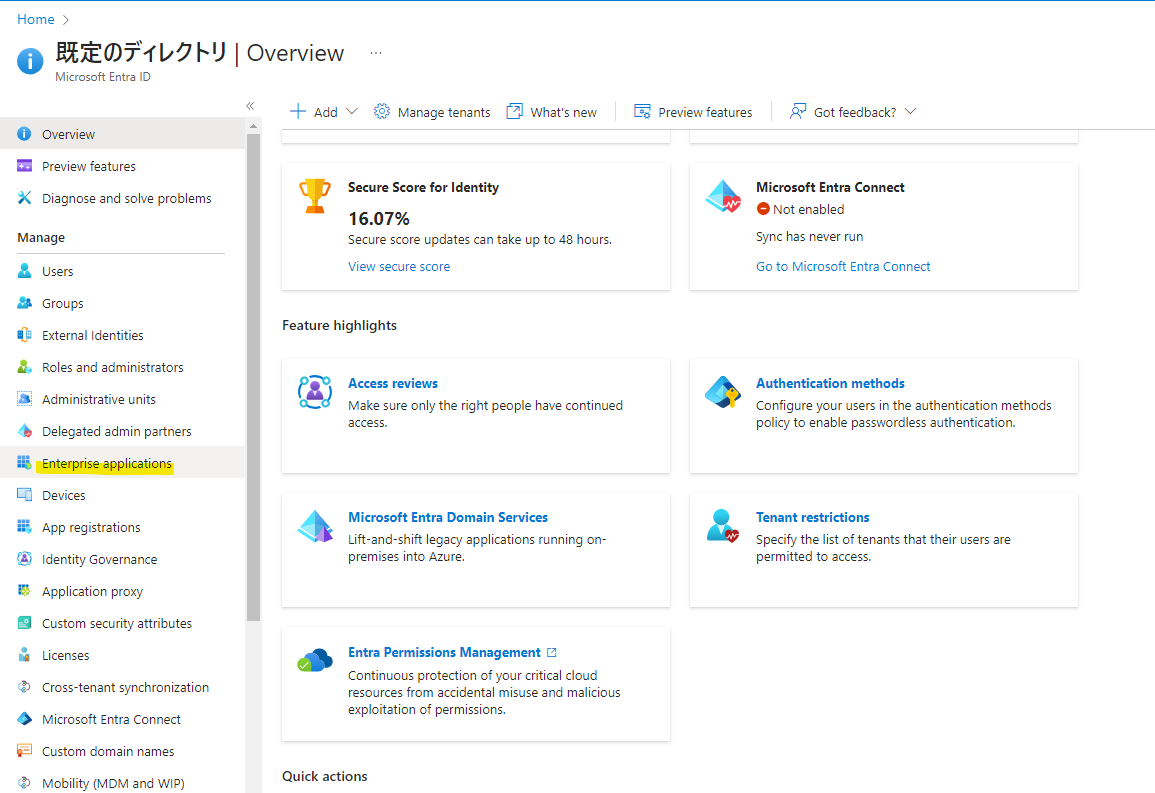 Home
既定のディレクトリ | Overview ...
Microsoft Entra ID
Overview
Preview features
Diagnose and solve problems
Manage
Users
Groups
External Identities
Roles and administrators
Administrative units
Delegated admin partners
Enterprise applications
Devices
App registrations
Identity Governance
Application proxy
Custom security attributes
Licenses
Cross-tenant synchronization
Microsoft Entra Connect
Custom domain names
Mobility (MDM and WIP)
Add Manage tenants What's new Preview features Got feedback?
Secure Score for Identity
16.07%
Secure score updates can take up to 48 hours.
View secure score
Microsoft Entra Connect
Not enabled
Sync has never run
Go to Microsoft Entra Connect
Feature highlights
Access reviews
Make sure only the right people have continued
access.
Authentication methods
Configure your users in the authentication methods
policy to enable passwordless authentication.
Microsoft Entra Domain Services
Lift-and-shift legacy applications running on-
premises into Azure.
Tenant restrictions
Specify the list of tenants that their users are
permitted to access.
Entra Permissions Management
Continuous protection of your critical cloud
resources from accidental misuse and malicious
exploitation of permissions.
Quick actions